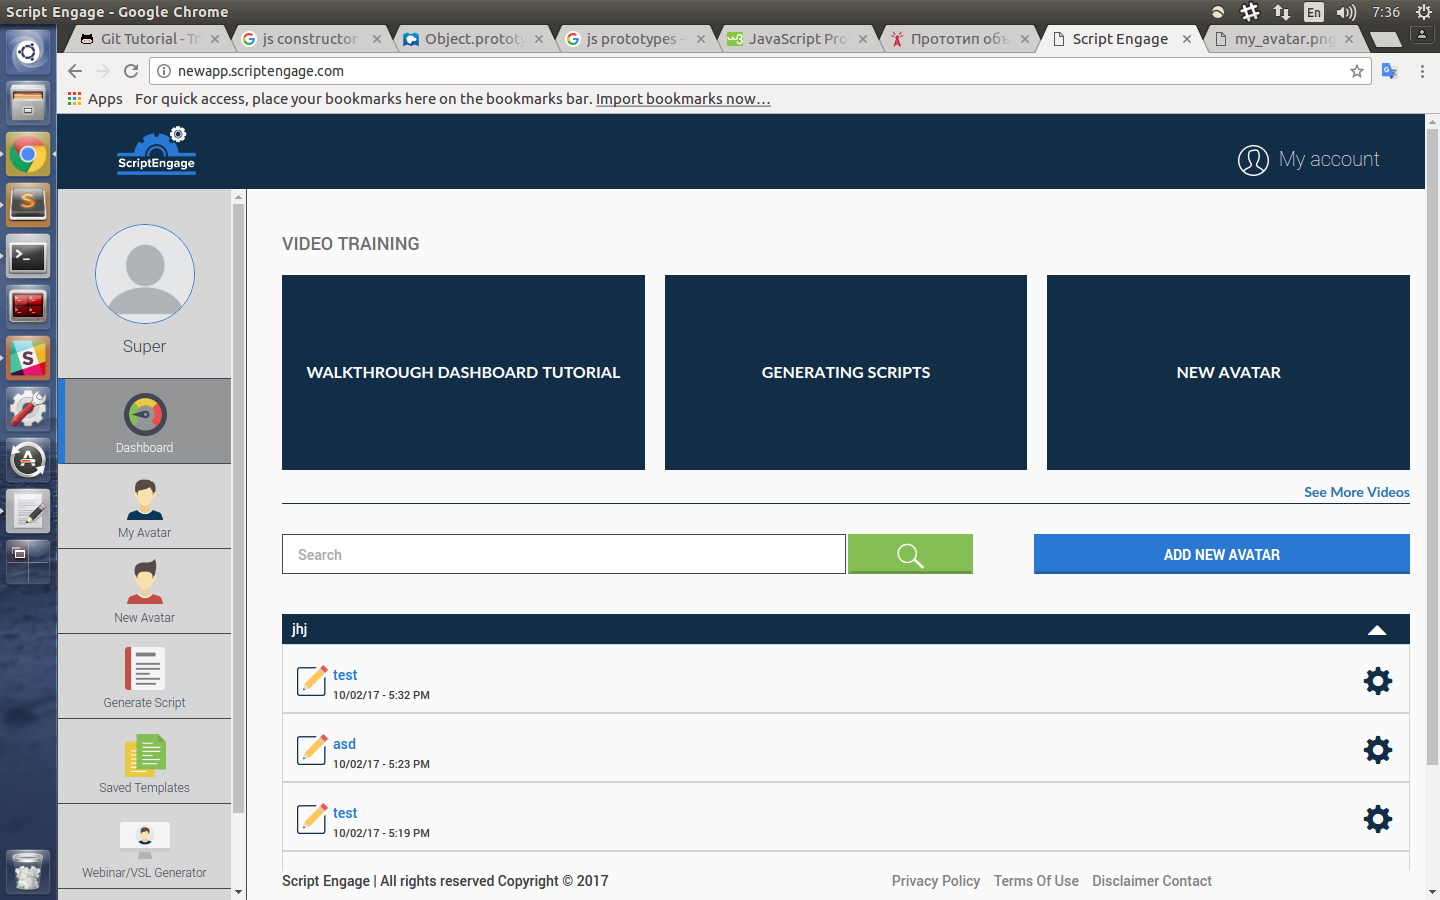 Script Engage - Google Chrome
En
7:36
Git Tutorial - Tr
js constructor
Object.prototy
js prototypes -
JavaScript Pro
Прототип объ
Script Engage
my_avatar.png
newapp.scriptengage.com
Apps
For quick access, place your bookmarks here on the bookmarks bar. Import bookmarks now...
ScriptEngage
My account
Super
Dashboard
My Avatar
New Avatar
Generate Script
Saved Templates
Webinar/VSL Generator
VIDEO TRAINING
WALKTHROUGH DASHBOARD TUTORIAL
GENERATING SCRIPTS
NEW AVATAR
See More Videos
Search
ADD NEW AVATAR
jhj
test
10/02/17 - 5:32 PM
asd
10/02/17 - 5:23 PM
test
10/02/17 - 5:19 PM
Script Engage | All rights reserved Copyright © 2017
Privacy Policy
Terms Of Use
Disclaimer Contact